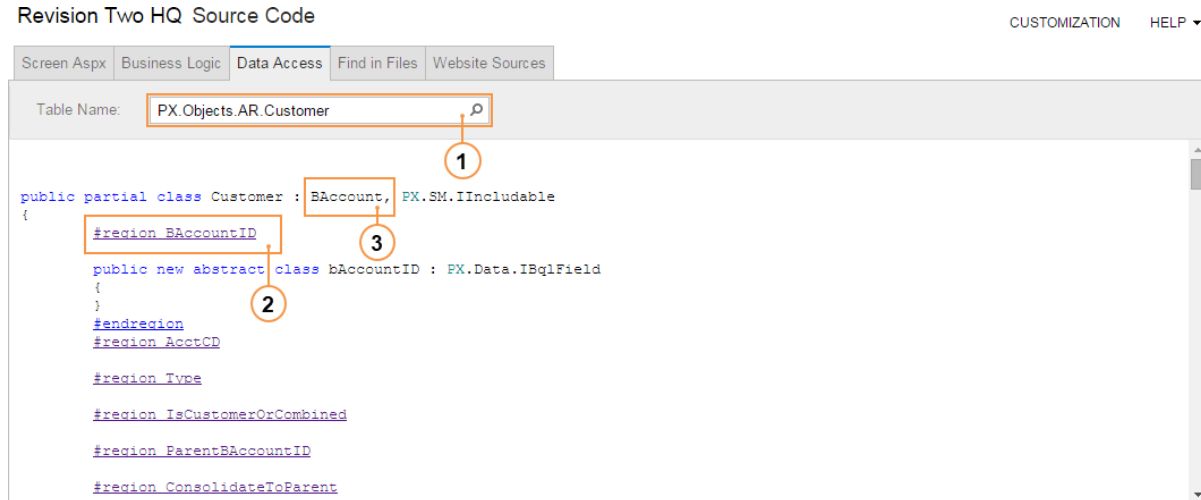 Revision Two HQ Source Code
CUSTOMIZATION HELP
Screen Aspx Business Logic Data Access Find in Files Website Sources
Table Name: PX.Objects.AR.Customer
1
public partial class Customer : BAccount, PX.SM.IIncludable
{
#region BAccountID
3
public new abstract class bAccountID : PX.Data.IBqlField
{
2
}
#endregion
#region AcctCD
#region Type
#region IsCustomerOrCombined
#region ParentBAccountID
#region ConsolidateToParent